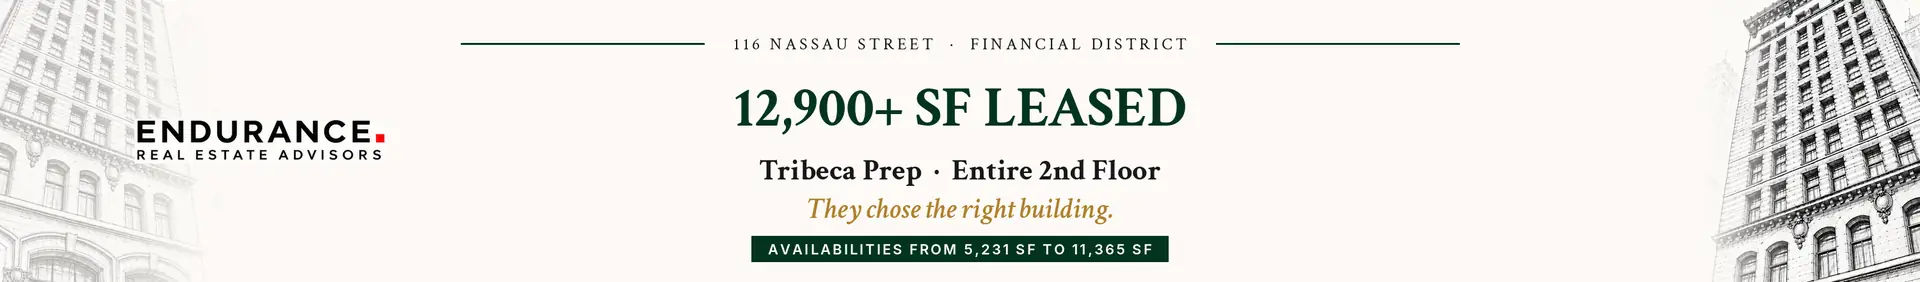 116 NASSAU STREET · FINANCIAL DISTRICT
12,900+ SF LEASED
ENDURANCE.
REAL ESTATE ADVISORS
Tribeca Prep · Entire 2nd Floor
They chose the right building.
AVAILABILITIES FROM 5,231 SF TO 11,365 SF